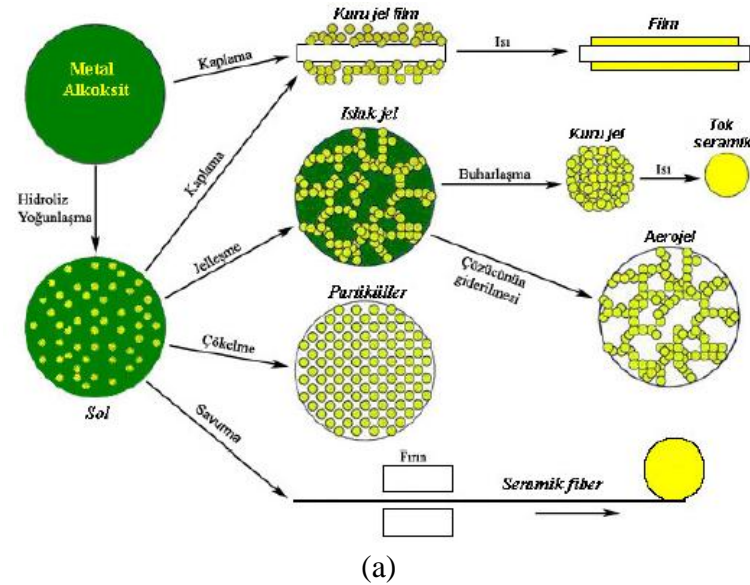 Kuru jel film
Film
Metal
Alkoksit
Kaplama
Isı
Islak jel
Kuru jel
Tok
seramik
Kaplama
Buharlaşma
Isı
Hidroliz
Yoğunlaşma
Jelleşme
Aerojel
Çözücünün
giderilmesi
Partiküller
Çökelme
Sol
Savurma
Fırın
Seramik fiber
(a)